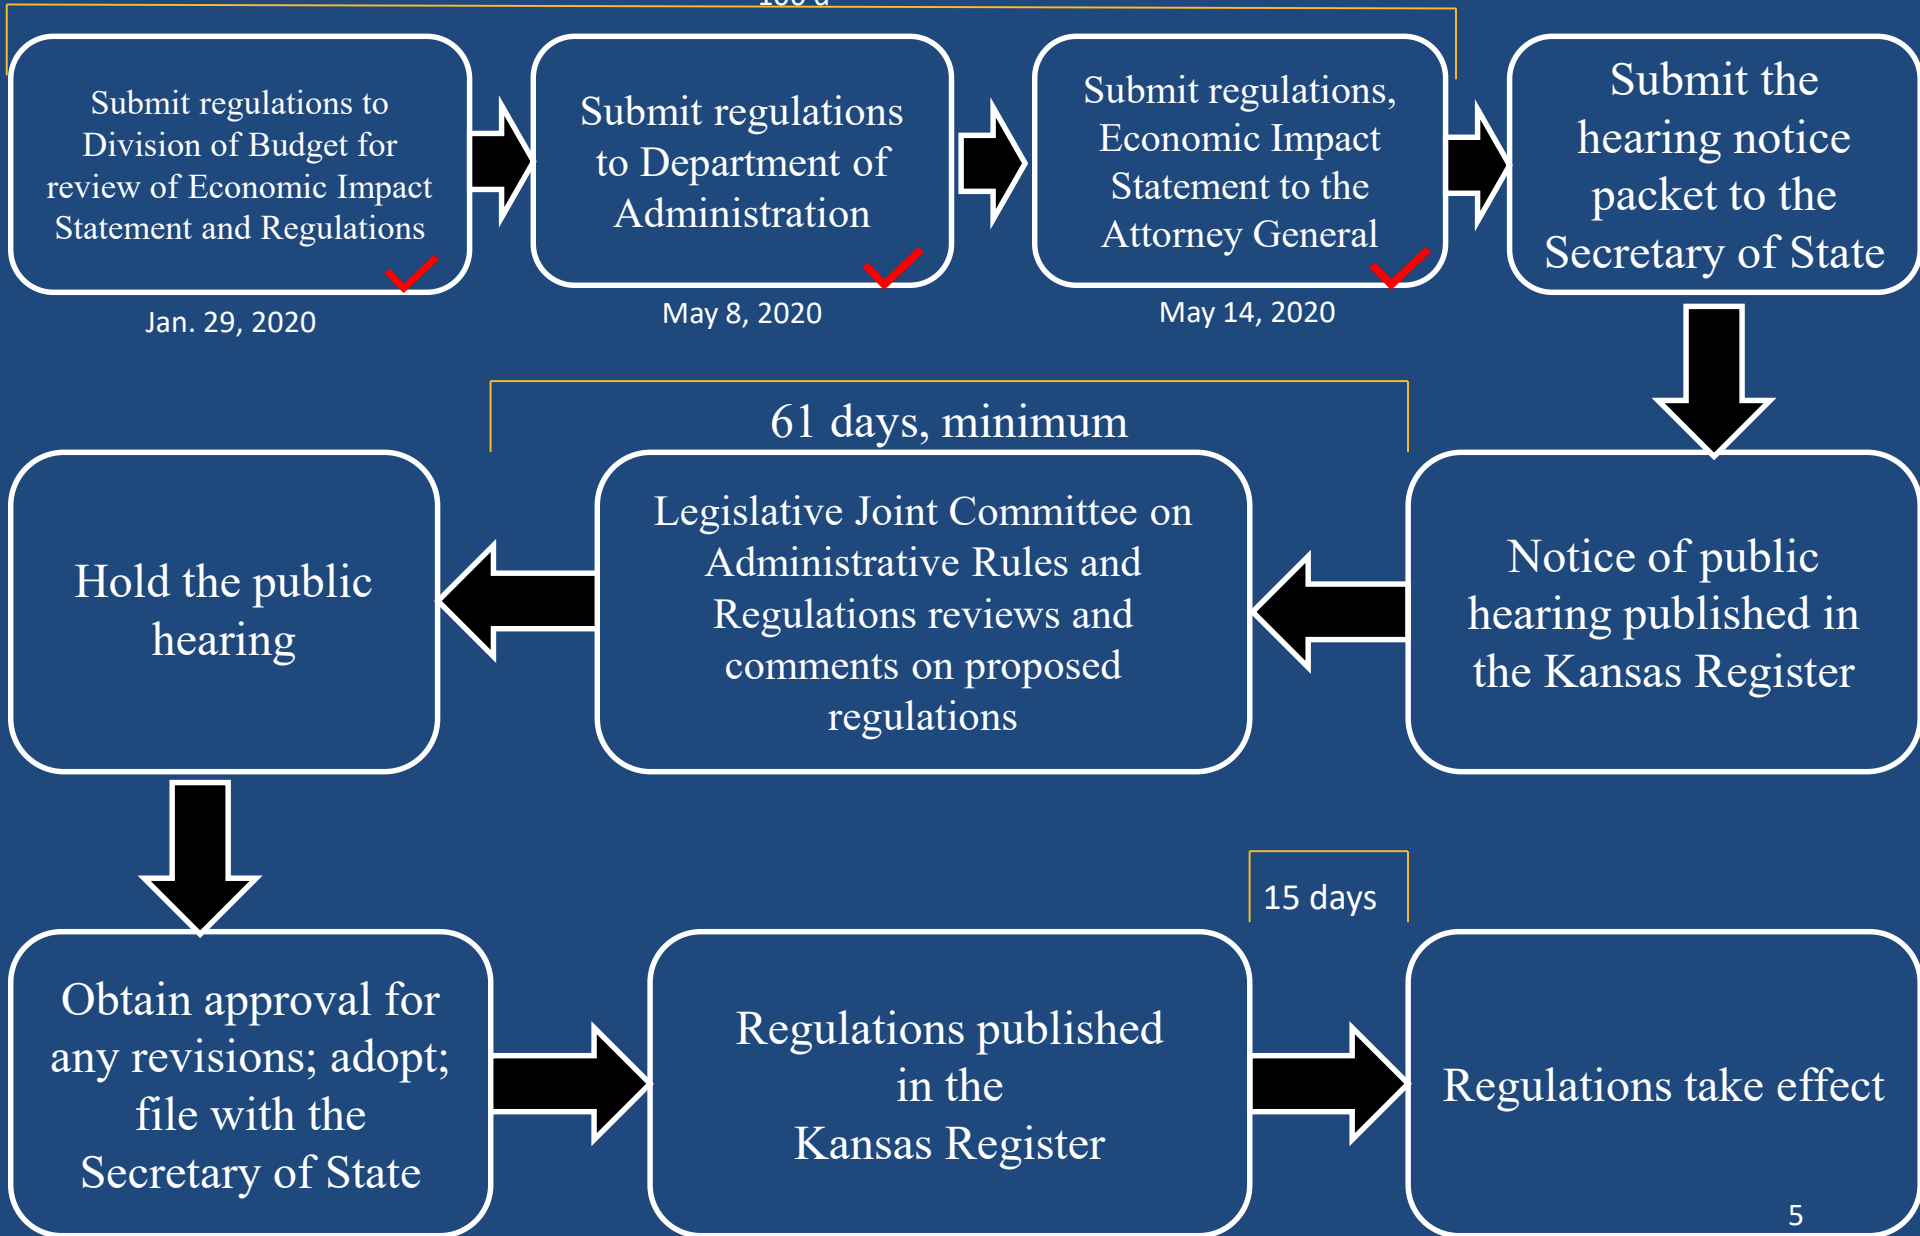 Submit regulations to
Division of Budget for
review of Economic Impact
Statement and Regulations
Jan. 29, 2020
Submit regulations
to Department of
Administration
May 8, 2020
Submit regulations,
Economic Impact
Statement to the
Attorney General
May 14, 2020
Submit the
hearing notice
packet to the
Secretary of State
61 days, minimum
Notice of public
hearing published in
the Kansas Register
Legislative Joint Committee on
Administrative Rules and
Regulations reviews and
comments on proposed
regulations
Hold the public
hearing
Obtain approval for
any revisions; adopt;
file with the
Secretary of State
Regulations published
in the
Kansas Register
15 days
Regulations take effect
5